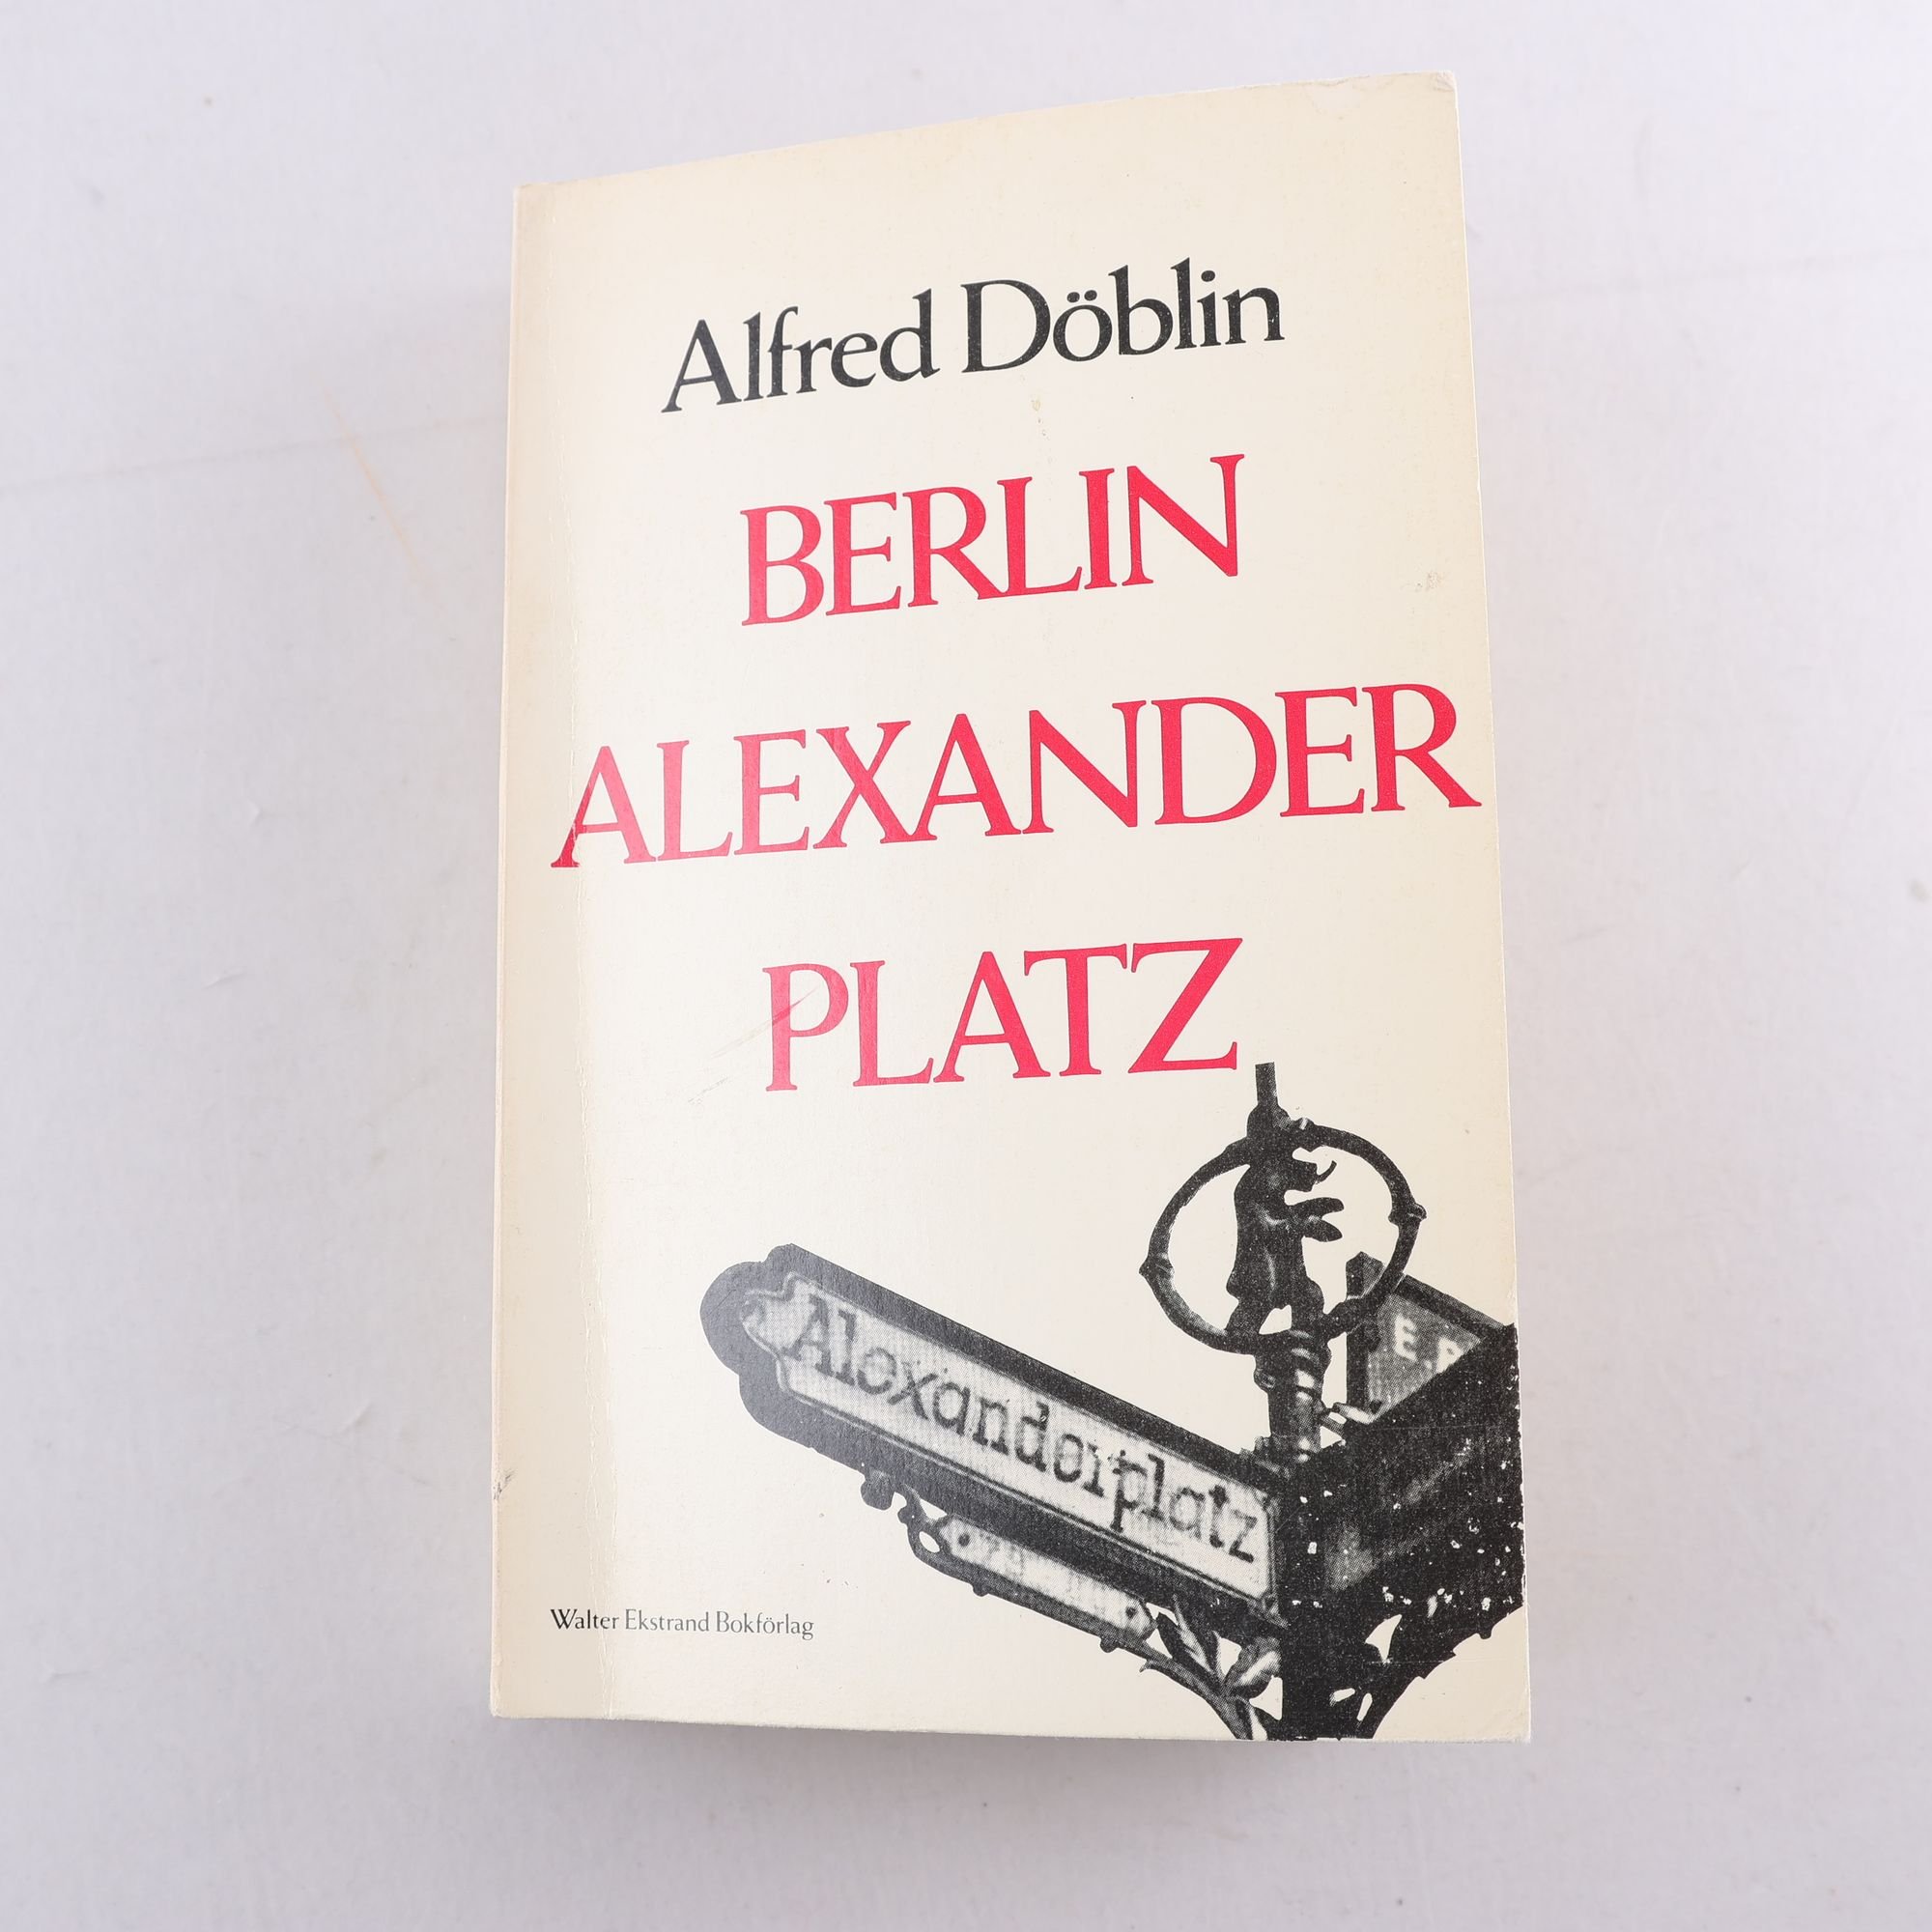 Alfred Döblin
BERLIN
ALEXANDER
PLATZ
E.P
Alexanderplatz
Walter Ekstrand Bokförlag